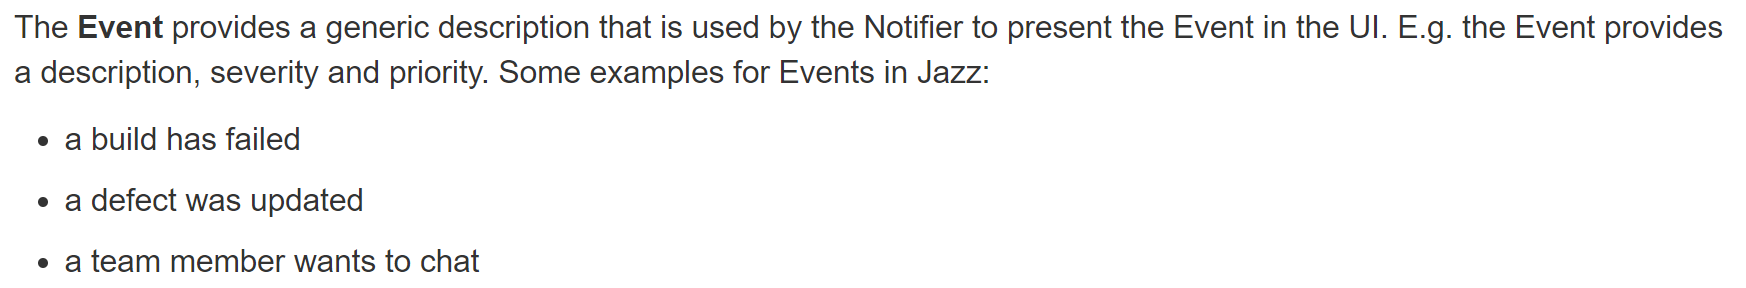 The Event provides a generic description that is used by the Notifier to present the Event in the UI. E.g. the Event provides
a description, severity and priority. Some examples for Events in Jazz:
• a build has failed
• a defect was updated
• a team member wants to chat